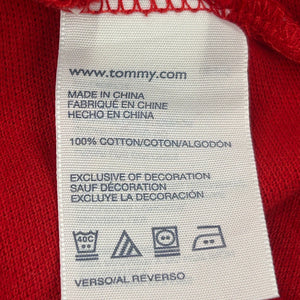 www.tommy.com
MADE IN CHINA
FABRIQUÉ EN CHINE
HECHO EN CHINA
100% COTTON/COTON/ALGODÓN
EXCLUSIVE OF DECORATION
SAUF DÉCORATION
EXCLUYE LA DECORACIÓN
40C
VERSO/AL REVERSO